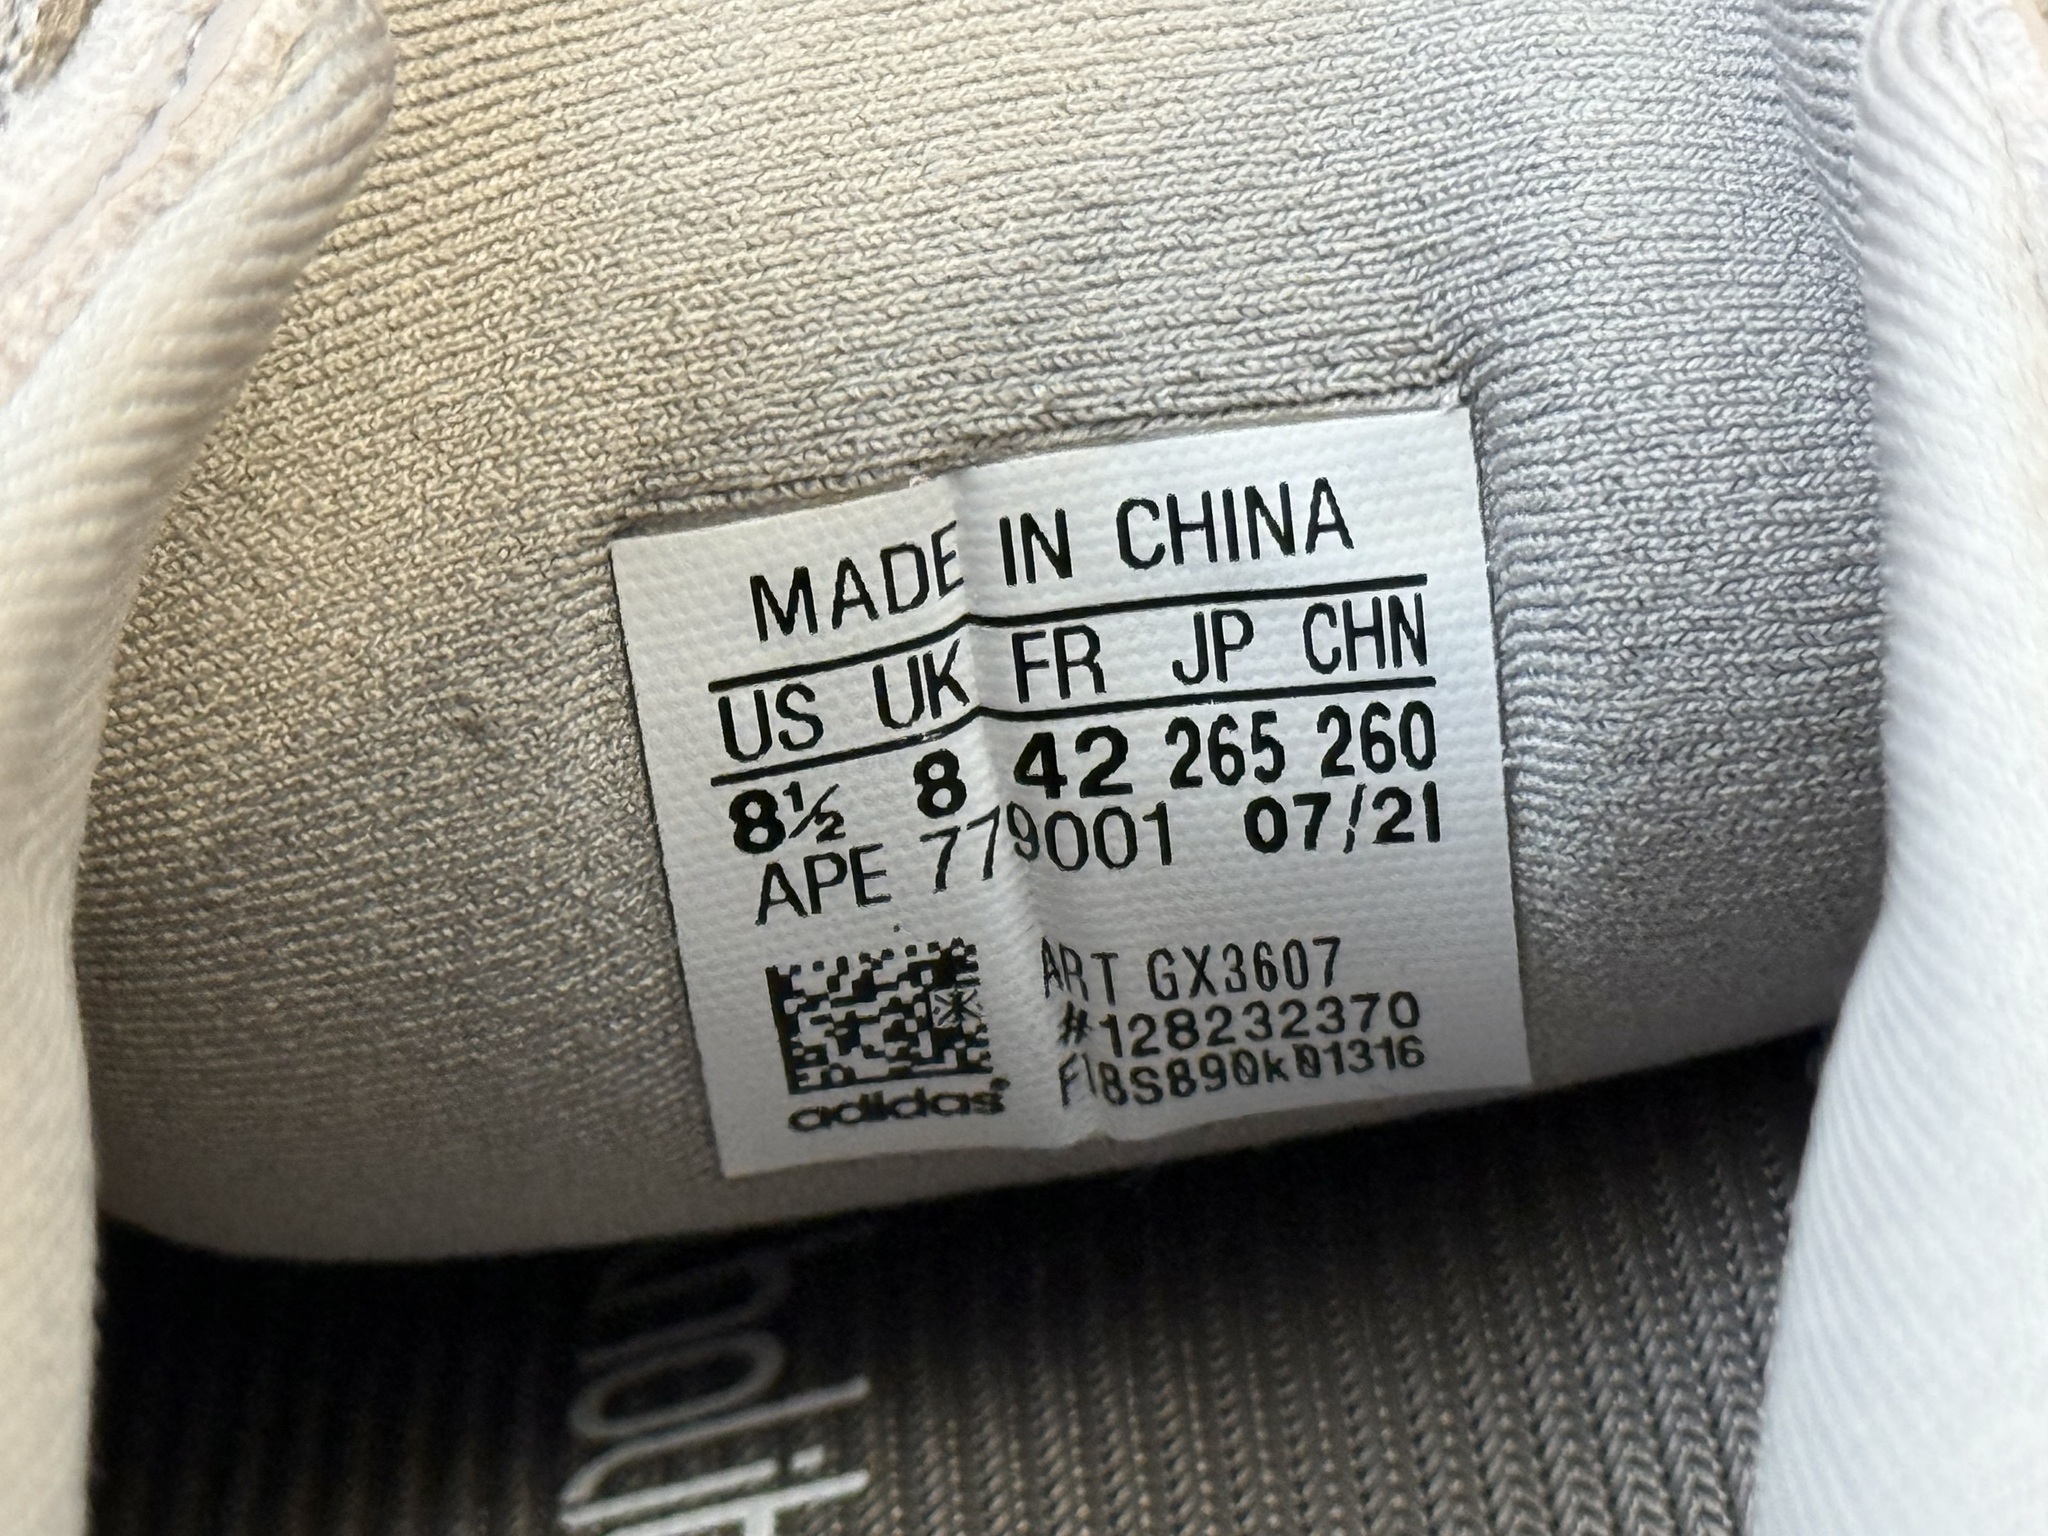 MADE IN CHINA
US UK FR JP CHN
8½ 8 42 265 260
APE 779001 07/21
ART GX3607
#128232370
F18S890k01316
adidas®